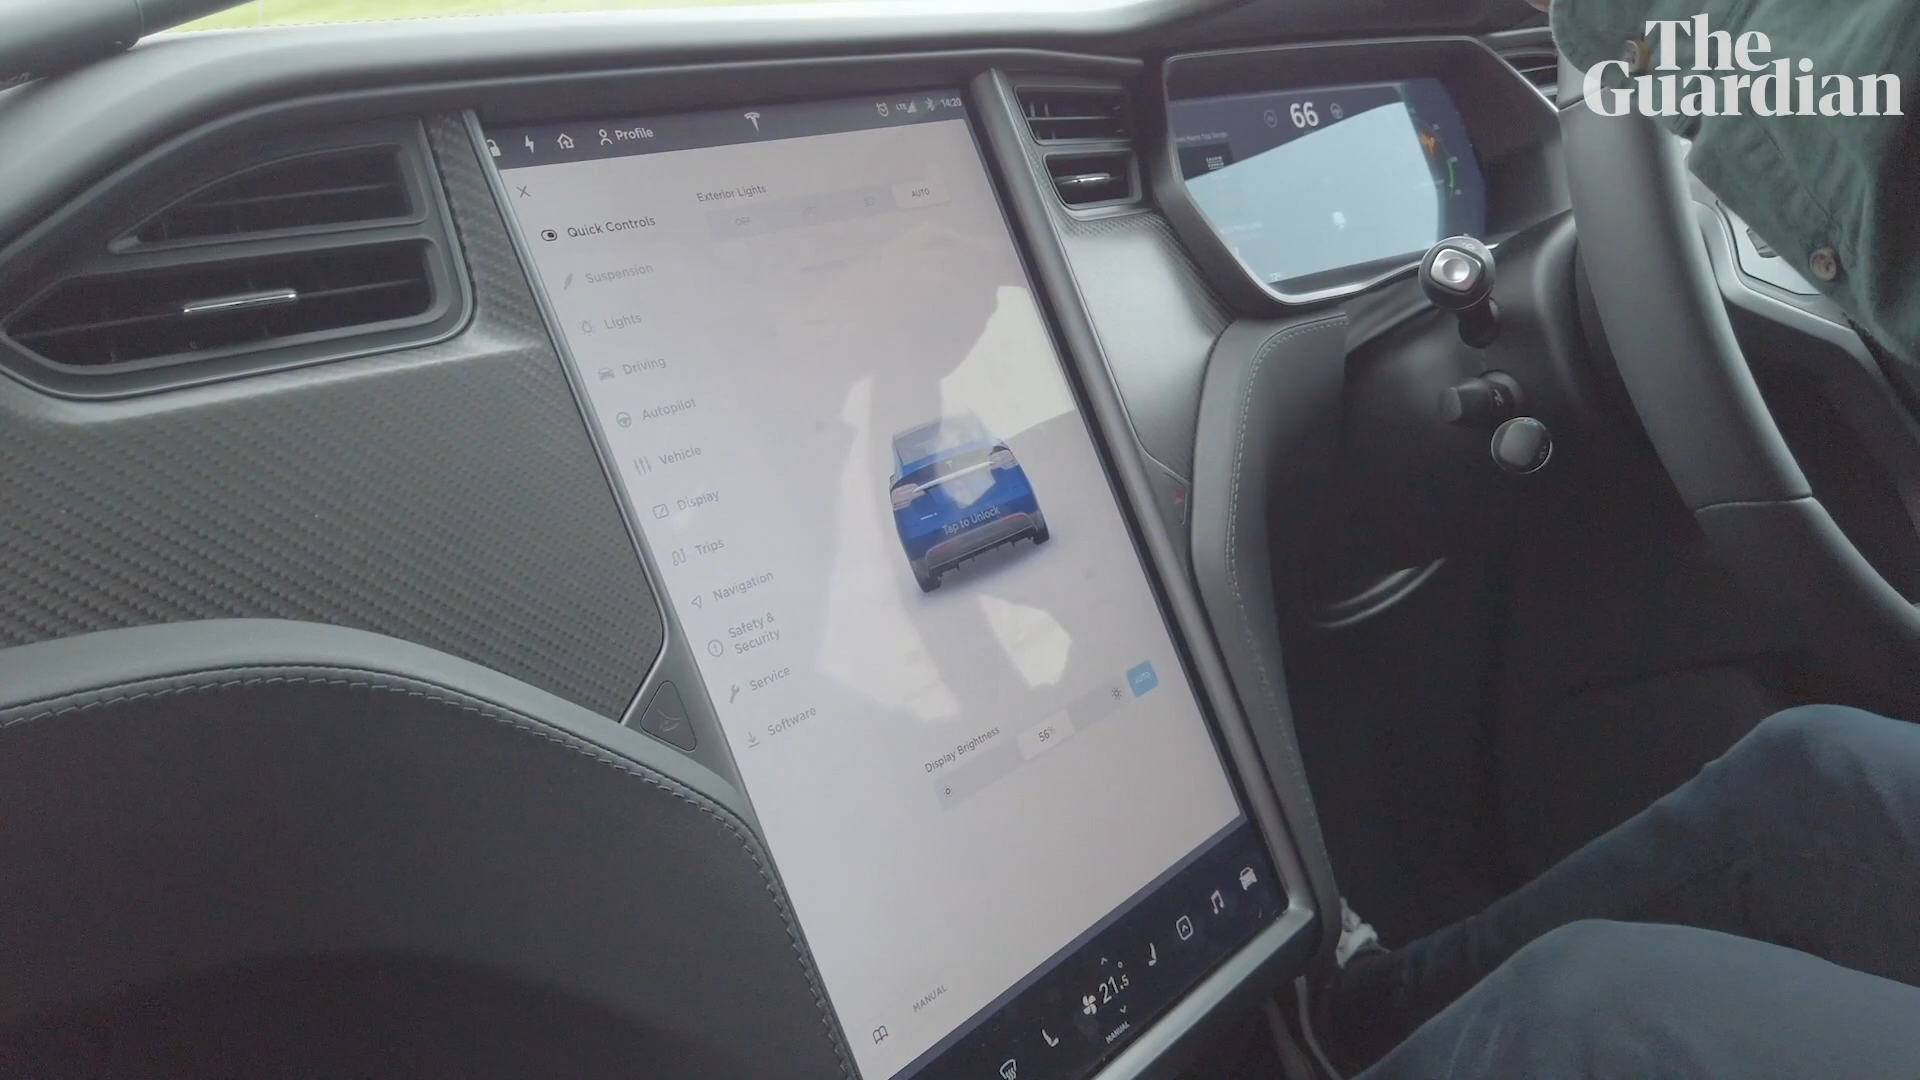 The
Guardian
Profile
LTE
14:20
66
Exterior Lights
OFF
AUTO
Quick Controls
Suspension
Lights
Driving
Autopilot
Vehicle
Display
Trips
Navigation
Safety &
Security
Service
Software
Tap to Unlock
Display Brightness
56%
AUTO
MANUAL
21.5
MANUAL